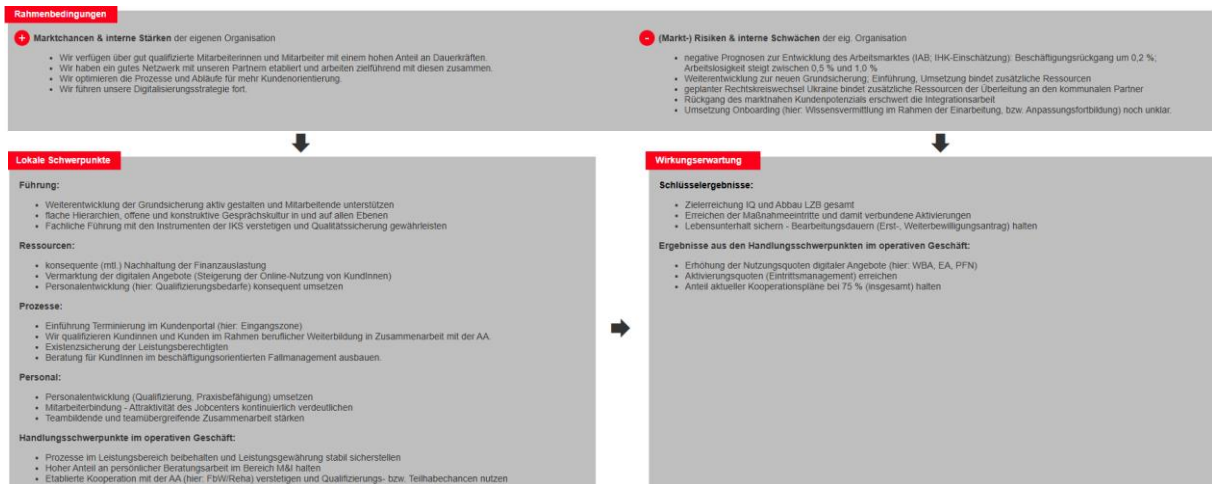 Rahmenbedingungen
+ Marktchancen & interne Stärken der eigenen Organisation
• Wir verfügen über gut qualifizierte Mitarbeiterinnen und Mitarbeiter mit einem hohen Anteil an Dauerkräften.
• Wir haben ein gutes Netzwerk mit unseren Partnern etabliert und arbeiten zielführend mit diesen zusammen.
• Wir optimieren die Prozesse und Abläufe für mehr Kundenorientierung.
• Wir führen unsere Digitalisierungsstrategie fort.
- (Markt-) Risiken & interne Schwächen der eig. Organisation
• negative Prognosen zur Entwicklung des Arbeitsmarktes (IAB; IHK-Einschätzung): Beschäftigungsrückgang um 0,2 %;
Arbeitslosigkeit steigt zwischen 0,5 % und 1,0 %
• Weiterentwicklung zur neuen Grundsicherung; Einführung, Umsetzung bindet zusätzliche Ressourcen
• geplanter Rechtskreiswechsel Ukraine bindet zusätzliche Ressourcen der Überleitung an den kommunalen Partner
• Rückgang des marktnahen Kundenpotenzials erschwert die Integrationsarbeit
• Umsetzung Onboarding (hier: Wissensvermittlung im Rahmen der Einarbeitung, bzw. Anpassungsfortbildung) noch unklar.
Lokale Schwerpunkte
Führung:
• Weiterentwicklung der Grundsicherung aktiv gestalten und Mitarbeitende unterstützen
• flache Hierarchien, offene und konstruktive Gesprächskultur in und auf allen Ebenen
• Fachliche Führung mit den Instrumenten der IKS verstetigen und Qualitätssicherung gewährleisten
Ressourcen:
• konsequente (mtl.) Nachhaltung der Finanzauslastung
• Vermarktung der digitalen Angebote (Steigerung der Online-Nutzung von KundInnen)
• Personalentwicklung (hier: Qualifizierungsbedarfe) konsequent umsetzen
Prozesse:
• Einführung Terminierung im Kundenportal (hier: Eingangszone)
• Wir qualifizieren Kundinnen und Kunden im Rahmen beruflicher Weiterbildung in Zusammenarbeit mit der AA.
• Existenzsicherung der Leistungsberechtigten
• Beratung für KundInnen im beschäftigungsorientierten Fallmanagement ausbauen.
Personal:
• Personalentwicklung (Qualifizierung, Praxisbefähigung) umsetzen
• Mitarbeiterbindung - Attraktivität des Jobcenters kontinuierlich verdeutlichen
• Teambildende und teamübergreifende Zusammenarbeit stärken
Handlungsschwerpunkte im operativen Geschäft:
• Prozesse im Leistungsbereich beibehalten und Leistungsgewährung stabil sicherstellen
• Hoher Anteil an persönlicher Beratungsarbeit im Bereich M&I halten
• Etablierte Kooperation mit der AA (hier: FbW/Reha) verstetigen und Qualifizierungs- bzw. Teilhabechancen nutzen
Wirkungserwartung
Schlüsselergebnisse:
• Zielerreichung IQ und Abbau LZB gesamt
• Erreichen der Maßnahmeeintritte und damit verbundene Aktivierungen
• Lebensunterhalt sichern - Bearbeitungsdauern (Erst-, Weiterbewilligungsantrag) halten
Ergebnisse aus den Handlungsschwerpunkten im operativen Geschäft:
• Erhöhung der Nutzungsquoten digitaler Angebote (hier: WBA, EA, PFN)
• Aktivierungsquoten (Eintrittsmanagement) erreichen
• Anteil aktueller Kooperationspläne bei 75 % (insgesamt) halten